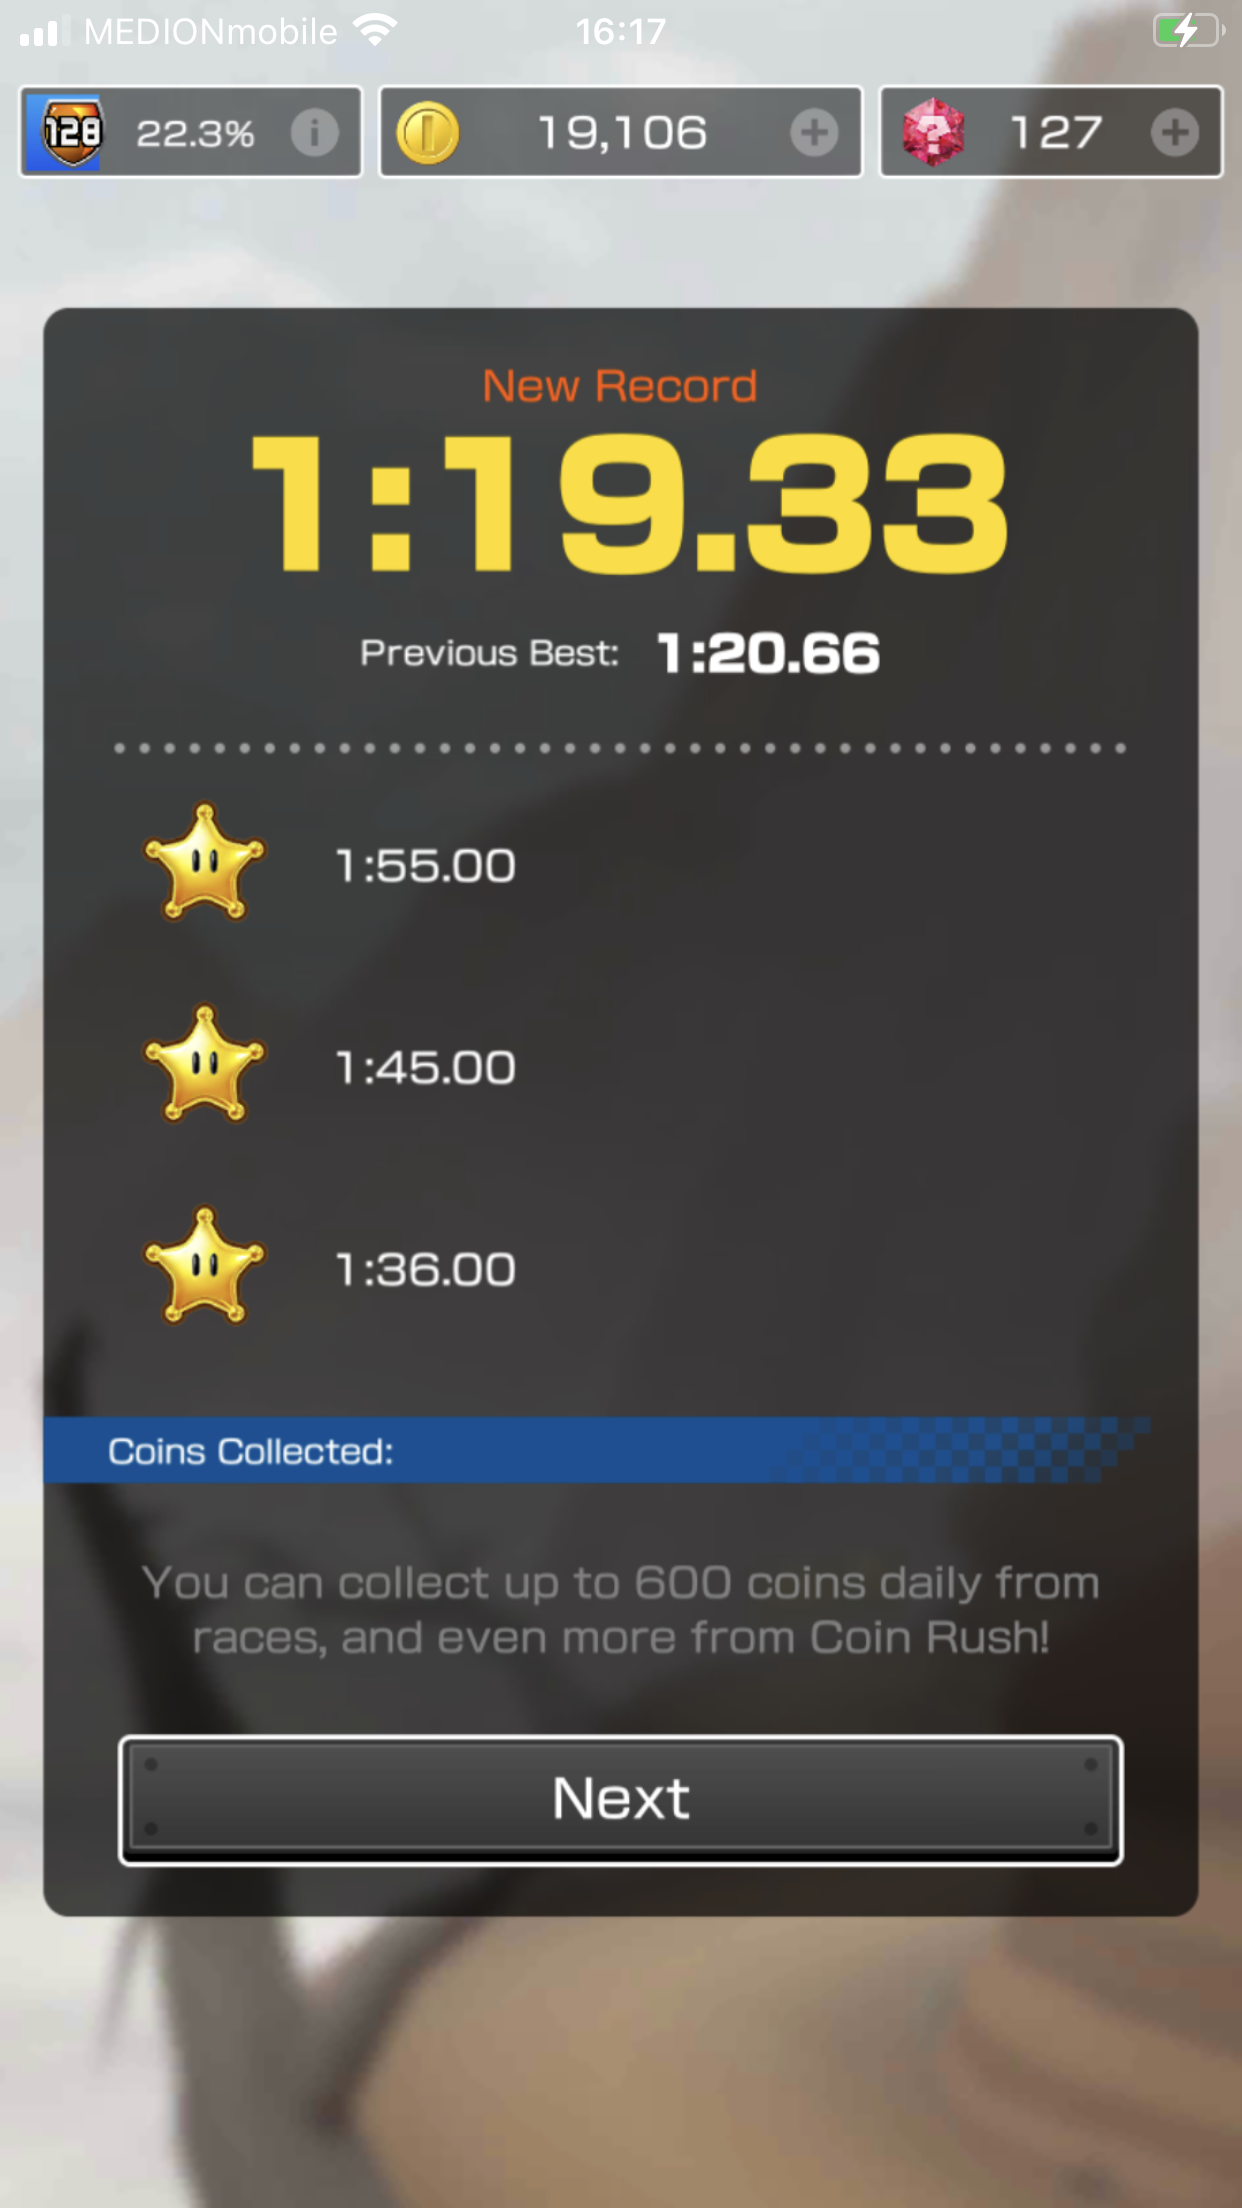 MEDIONmobile 16:17
128 22.3% i 19,106 + ? 127 +
New Record
1:19.33
Previous Best: 1:20.66
1:55.00
1:45.00
1:36.00
Coins Collected:
You can collect up to 600 coins daily from
races, and even more from Coin Rush!
Next